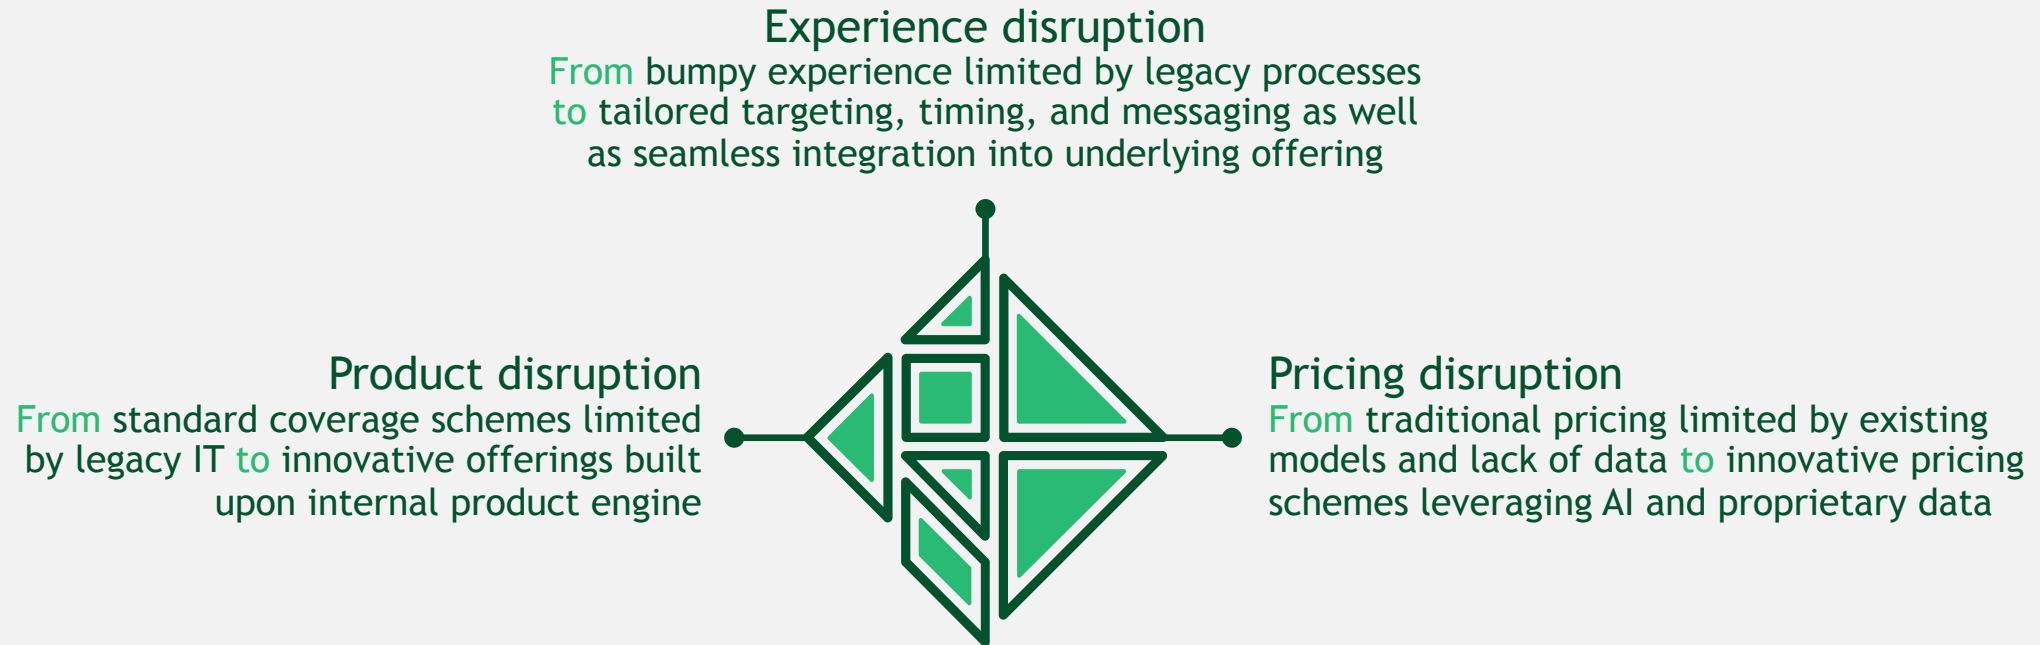 Experience disruption
From bumpy experience limited by legacy processes
to tailored targeting, timing, and messaging as well
as seamless integration into underlying offering
Product disruption
From standard coverage schemes limited
by legacy IT to innovative offerings built
upon internal product engine
Pricing disruption
From traditional pricing limited by existing
models and lack of data to innovative pricing
schemes leveraging AI and proprietary data